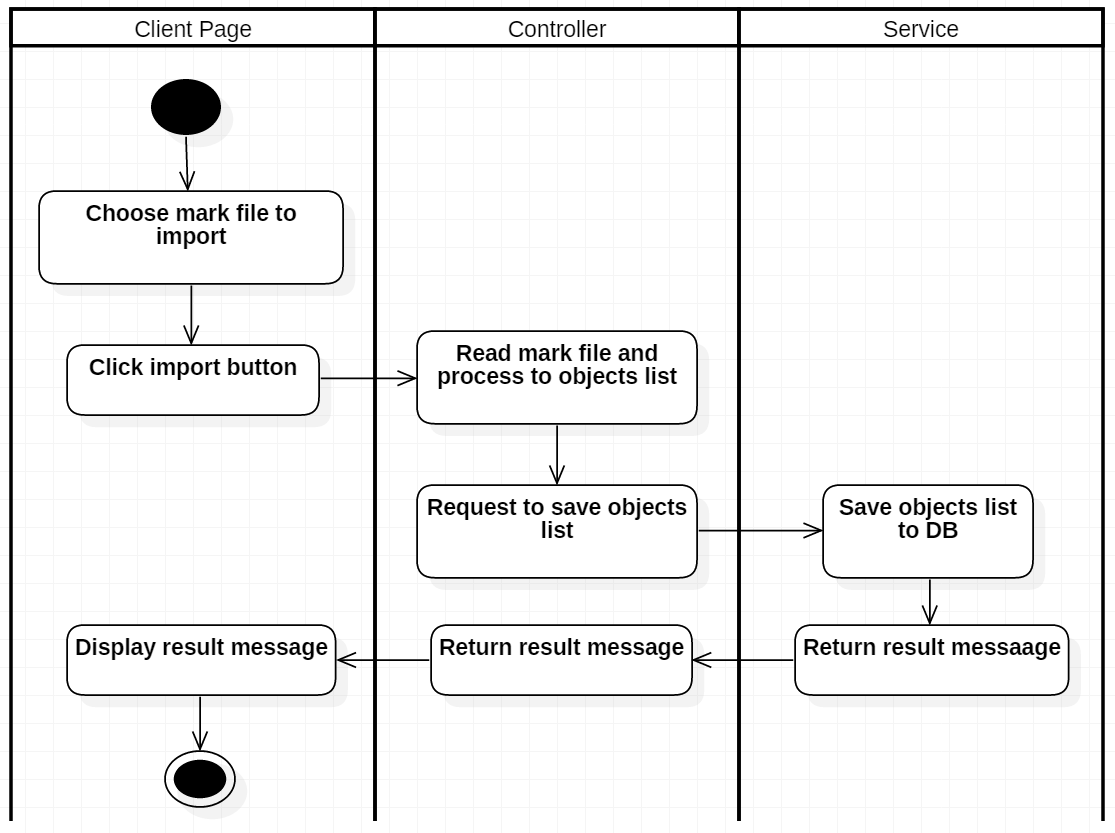 Client Page
Controller
Service
Choose mark file to
import
Click import button
Read mark file and
process to objects list
Request to save objects
list
Save objects list
to DB
Display result message
Return result message
Return result messaage